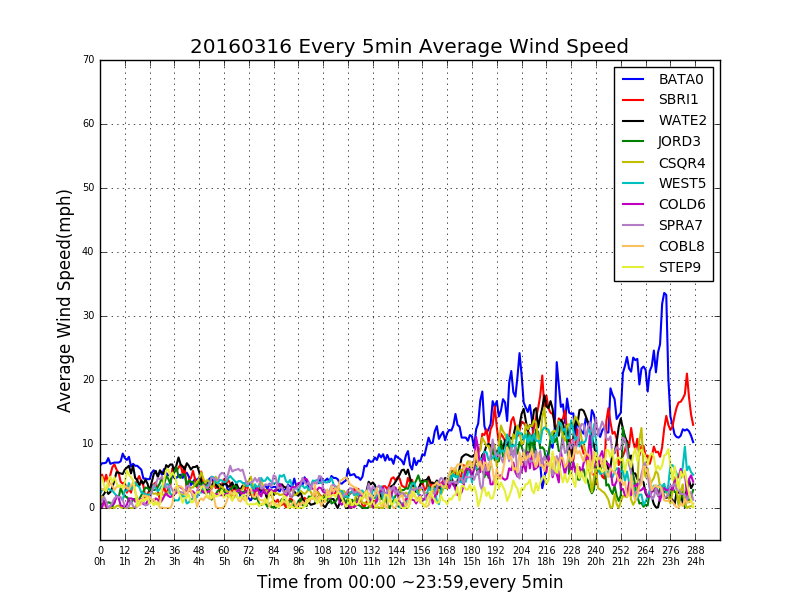 20160316 Every 5min Average Wind Speed
70
60
50
40
30
20
10
0
Average Wind Speed(mph)
BATA0
SBRI1
WATE2
JORD3
CSQR4
WEST5
COLD6
SPRA7
COBL8
STEP9
0 12 24 36 48 60 72 84 96 108 120 132 144 156 168 180 192 204 216 228 240 252 264 276 288
0h 1h 2h 3h 4h 5h 6h 7h 8h 9h 10h 11h 12h 13h 14h 15h 16h 17h 18h 19h 20h 21h 22h 23h 24h
Time from 00:00 ~23:59,every 5min